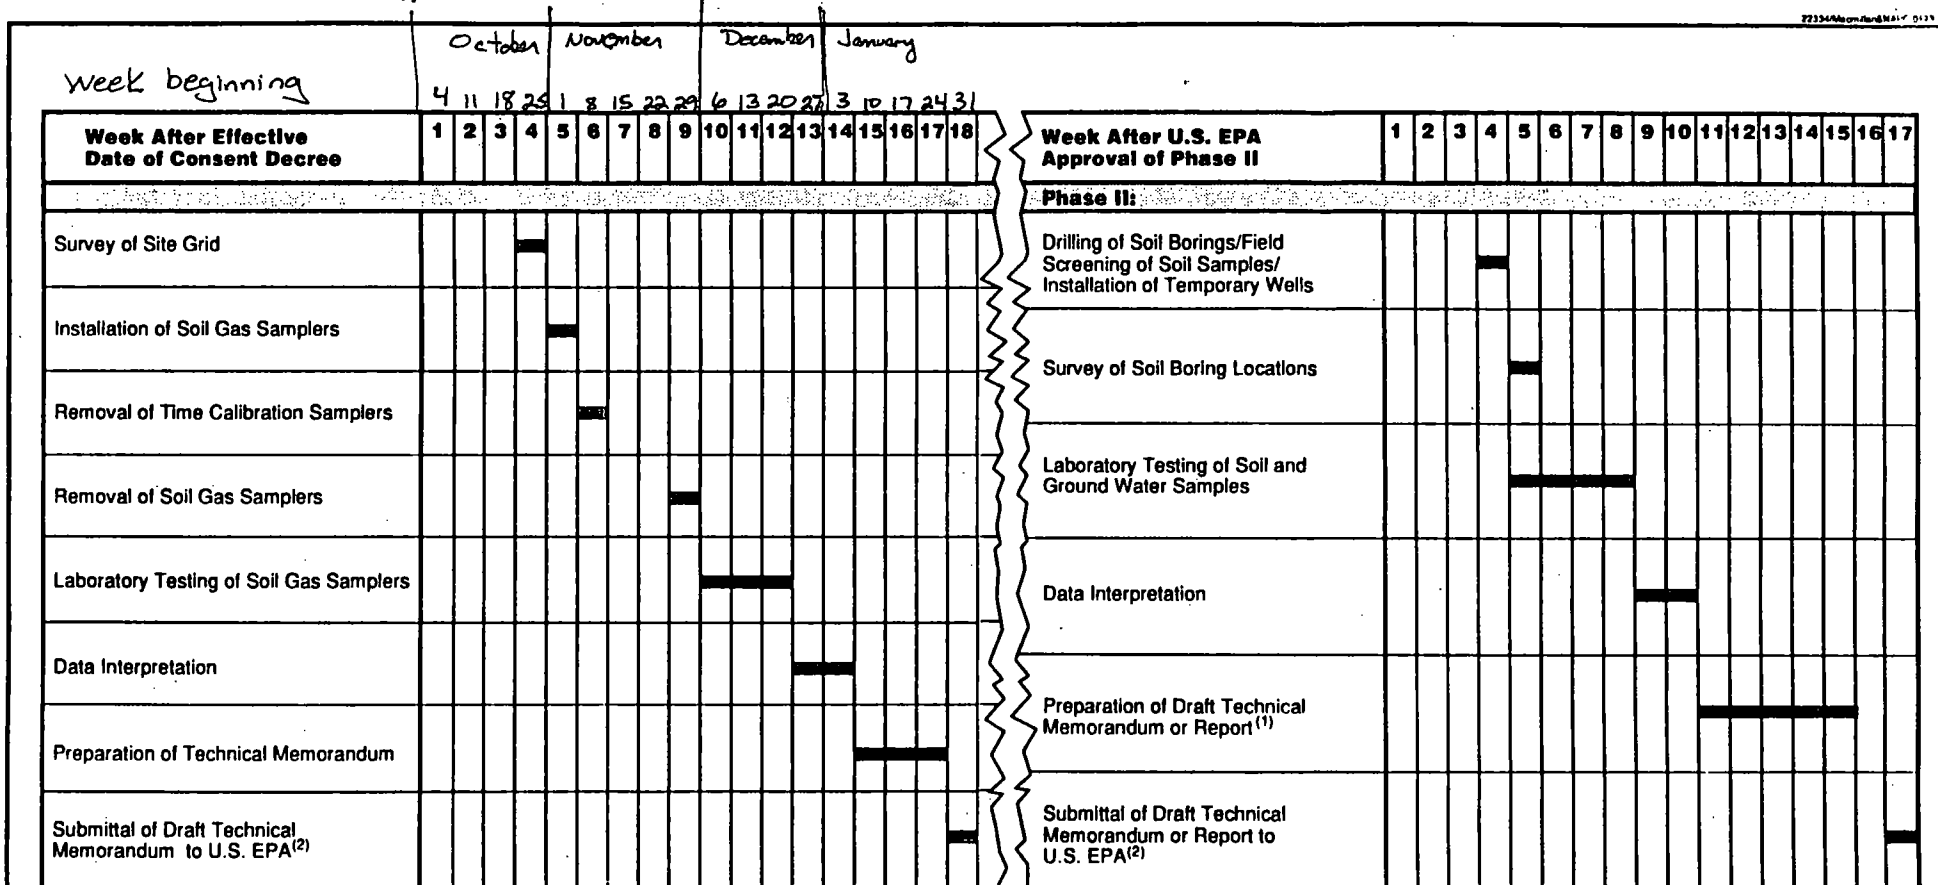 October November December January
Week beginning
4 11 18 25 1 8 15 22 29 6 13 20 27 3 10 17 24 31
Week After Effective
Date of Consent Decree
1 2 3 4 5 6 7 8 9 10 11 12 13 14 15 16 17 18
Survey of Site Grid
Installation of Soil Gas Samplers
Removal of Time Calibration Samplers
Removal of Soil Gas Samplers
Laboratory Testing of Soil Gas Samplers
Data Interpretation
Preparation of Technical Memorandum
Submittal of Draft Technical
Memorandum to U.S. EPA(2)
Week After U.S. EPA
Approval of Phase II
1 2 3 4 5 6 7 8 9 10 11 12 13 14 15 16 17
Phase II:
Drilling of Soil Borings/Field
Screening of Soil Samples/
Installation of Temporary Wells
Survey of Soil Boring Locations
Laboratory Testing of Soil and
Ground Water Samples
Data Interpretation
Preparation of Draft Technical
Memorandum or Report(1)
Submittal of Draft Technical
Memorandum or Report to
U.S. EPA(2)